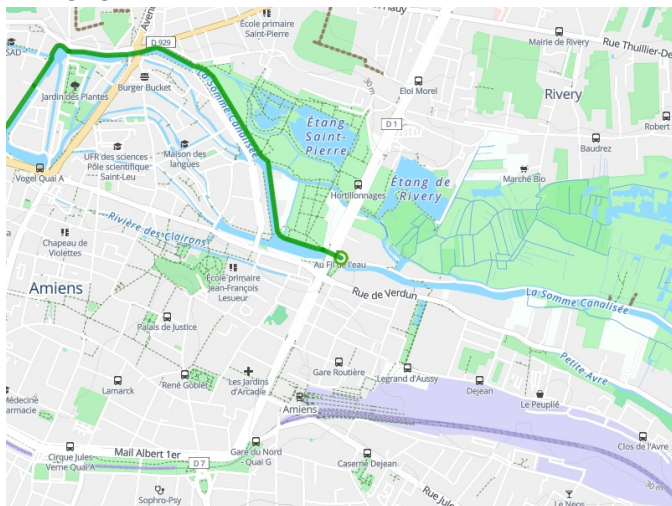 École primaire
Saint-Pierre
D 929
Mairie de Rivery
Rue Thuillier-De
SAD
Jardin des Plantes
Burger Bucket
30 m
Eloi Morel
Rivery
La Somme Canalisée
Étang
Saint-
Pierre
D 1
Robert
Baudrez
UFR des sciences -
Pôle scientifique
Saint-Leu
Maison des
langues
Vogel Quai A
Étang de
Rivery
Marché Bio
Hortillonnages
Rivière des Clairons
Chapeau de
Violettes
Au Fil de l'eau
École primaire
Jean-François
Lesueur
Amiens
Rue de Verdun
La Somme Canalisée
Palais de Justice
Petite Avre
Gare Routière
Lamarck
René Goblet
Les Jardins
d'Arcadie
Legrand d'Aussy
Dejean
Le Peuplié
Médecine
armacie
Amiens
Cirque Jules
Verne Quai A
Mail Albert 1er
D 7
Gare du Nord
- Quai G
Caserne Dejean
Clos de l'Avre
30 m
Sophro-Psy
Rue Jule
Le Neos